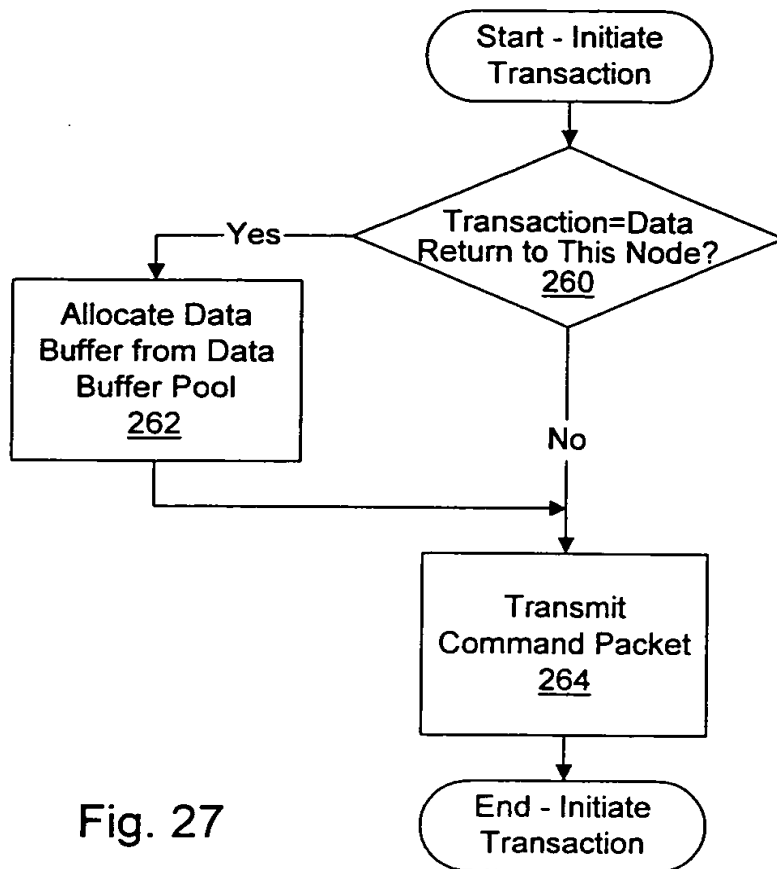 Start - Initiate
Transaction
Transaction=Data
Return to This Node?
260
Yes
Allocate Data
Buffer from Data
Buffer Pool
262
No
Transmit
Command Packet
264
End - Initiate
Transaction
Fig. 27